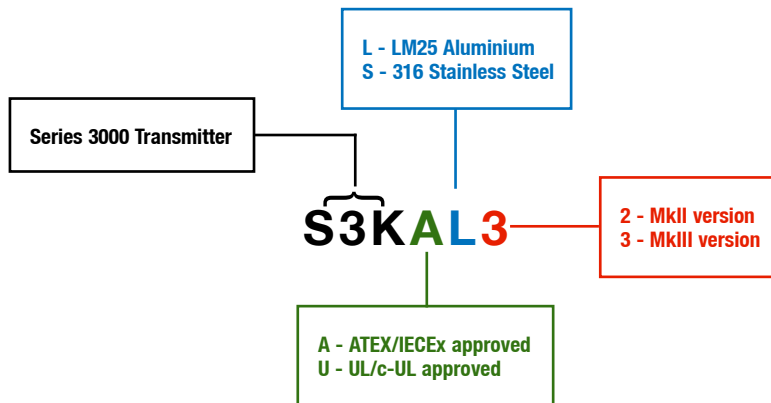 L - LM25 Aluminium
S - 316 Stainless Steel
Series 3000 Transmitter
S3KAL3
2 - MkII version
3 - MkIII version
A - ATEX/IECEx approved
U - UL/c-UL approved